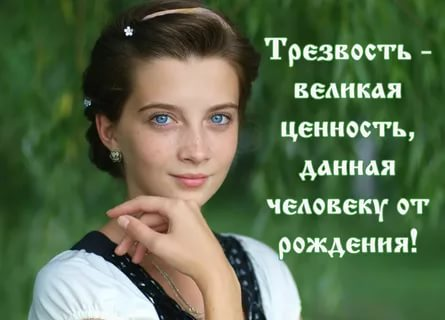 Трезвость -
великая
ценность,
данная
человеку от
рождения!